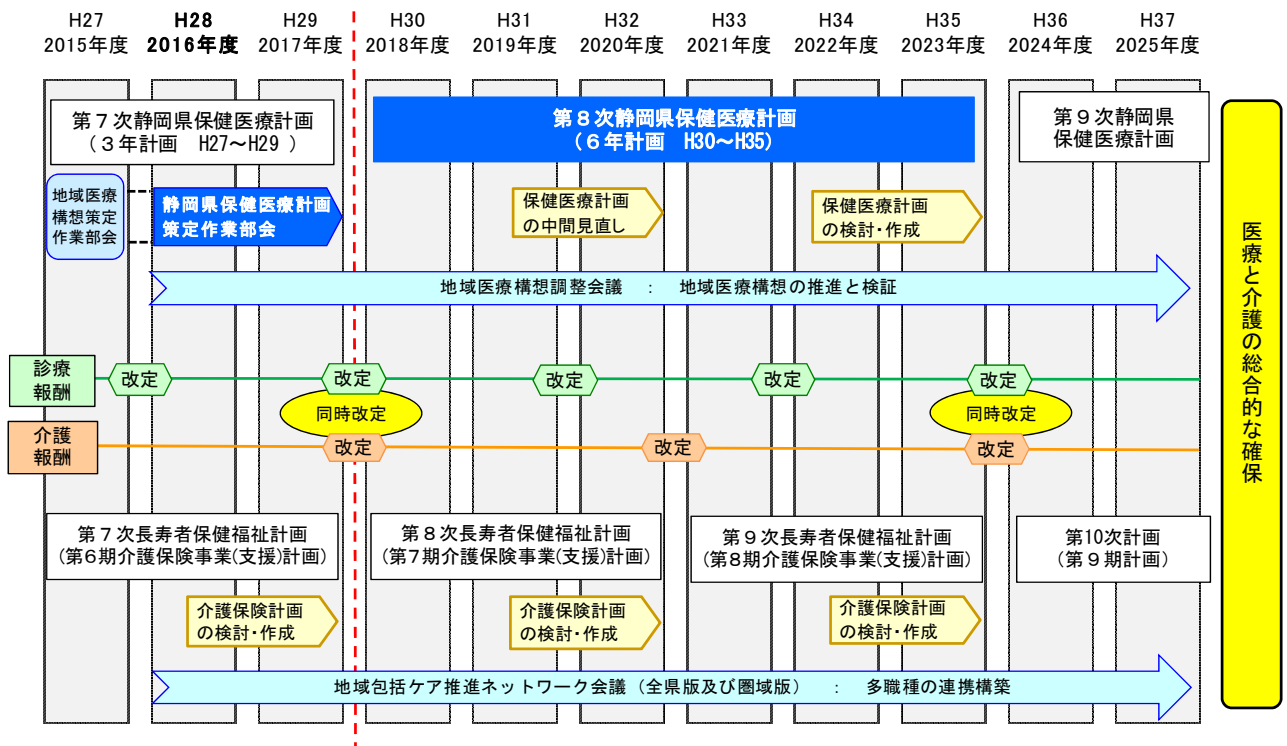 H27
2015年度
H28
2016年度
H29
2017年度
H30
2018年度
H31
2019年度
H32
2020年度
H33
2021年度
H34
2022年度
H35
2023年度
H36
2024年度
H37
2025年度
第7次静岡県保健医療計画
(3年計画 H27～H29 )
第8次静岡県保健医療計画
(6年計画 H30～H35)
第9次静岡県
保健医療計画
地域医療
構想策定
作業部会
静岡県保健医療計画
策定作業部会
保健医療計画
の中間見直し
保健医療計画
の検討・作成
地域医療構想調整会議 ： 地域医療構想の推進と検証
診療
報酬
改定
改定
改定
改定
改定
同時改定
同時改定
介護
報酬
改定
改定
改定
第7次長寿者保健福祉計画
(第6期介護保険事業(支援)計画)
第8次長寿者保健福祉計画
(第7期介護保険事業(支援)計画)
第9次長寿者保健福祉計画
(第8期介護保険事業(支援)計画)
第10次計画
(第9期計画)
介護保険計画
の検討・作成
介護保険計画
の検討・作成
介護保険計画
の検討・作成
地域包括ケア推進ネットワーク会議（全県版及び圏域版） ： 多職種の連携構築
医療と介護の総合的な確保